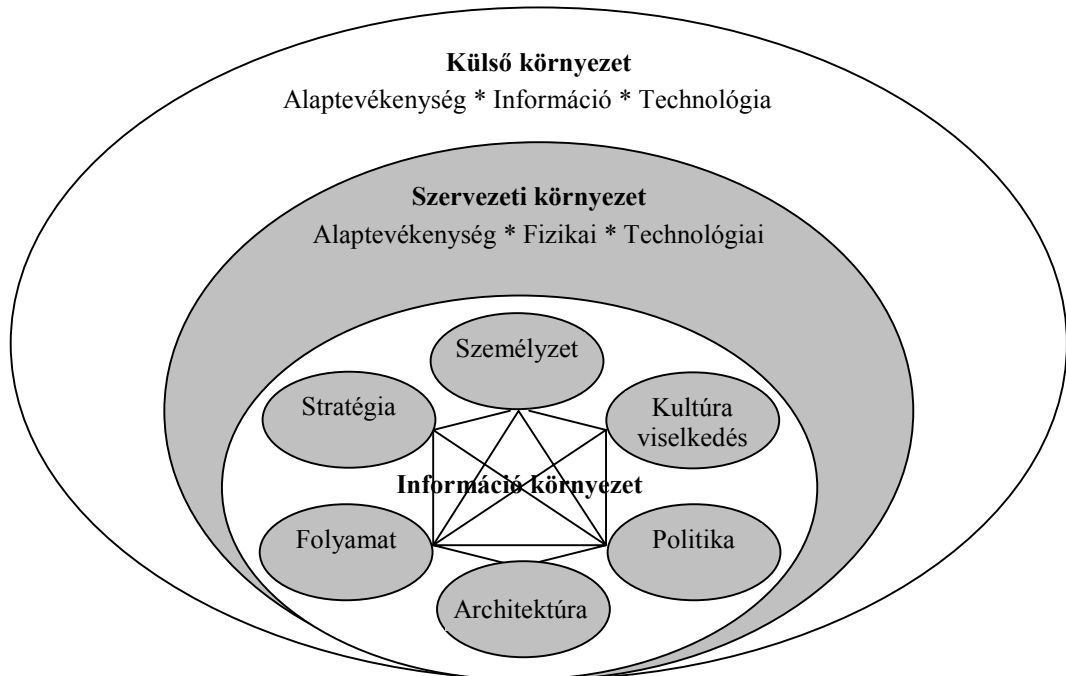 Külső környezet
Alaptevékenység * Információ * Technológia
Szervezeti környezet
Alaptevékenység * Fizikai * Technológiai
Személyzet
Stratégia
Kultúra
viselkedés
Információ környezet
Folyamat
Politika
Architektúra